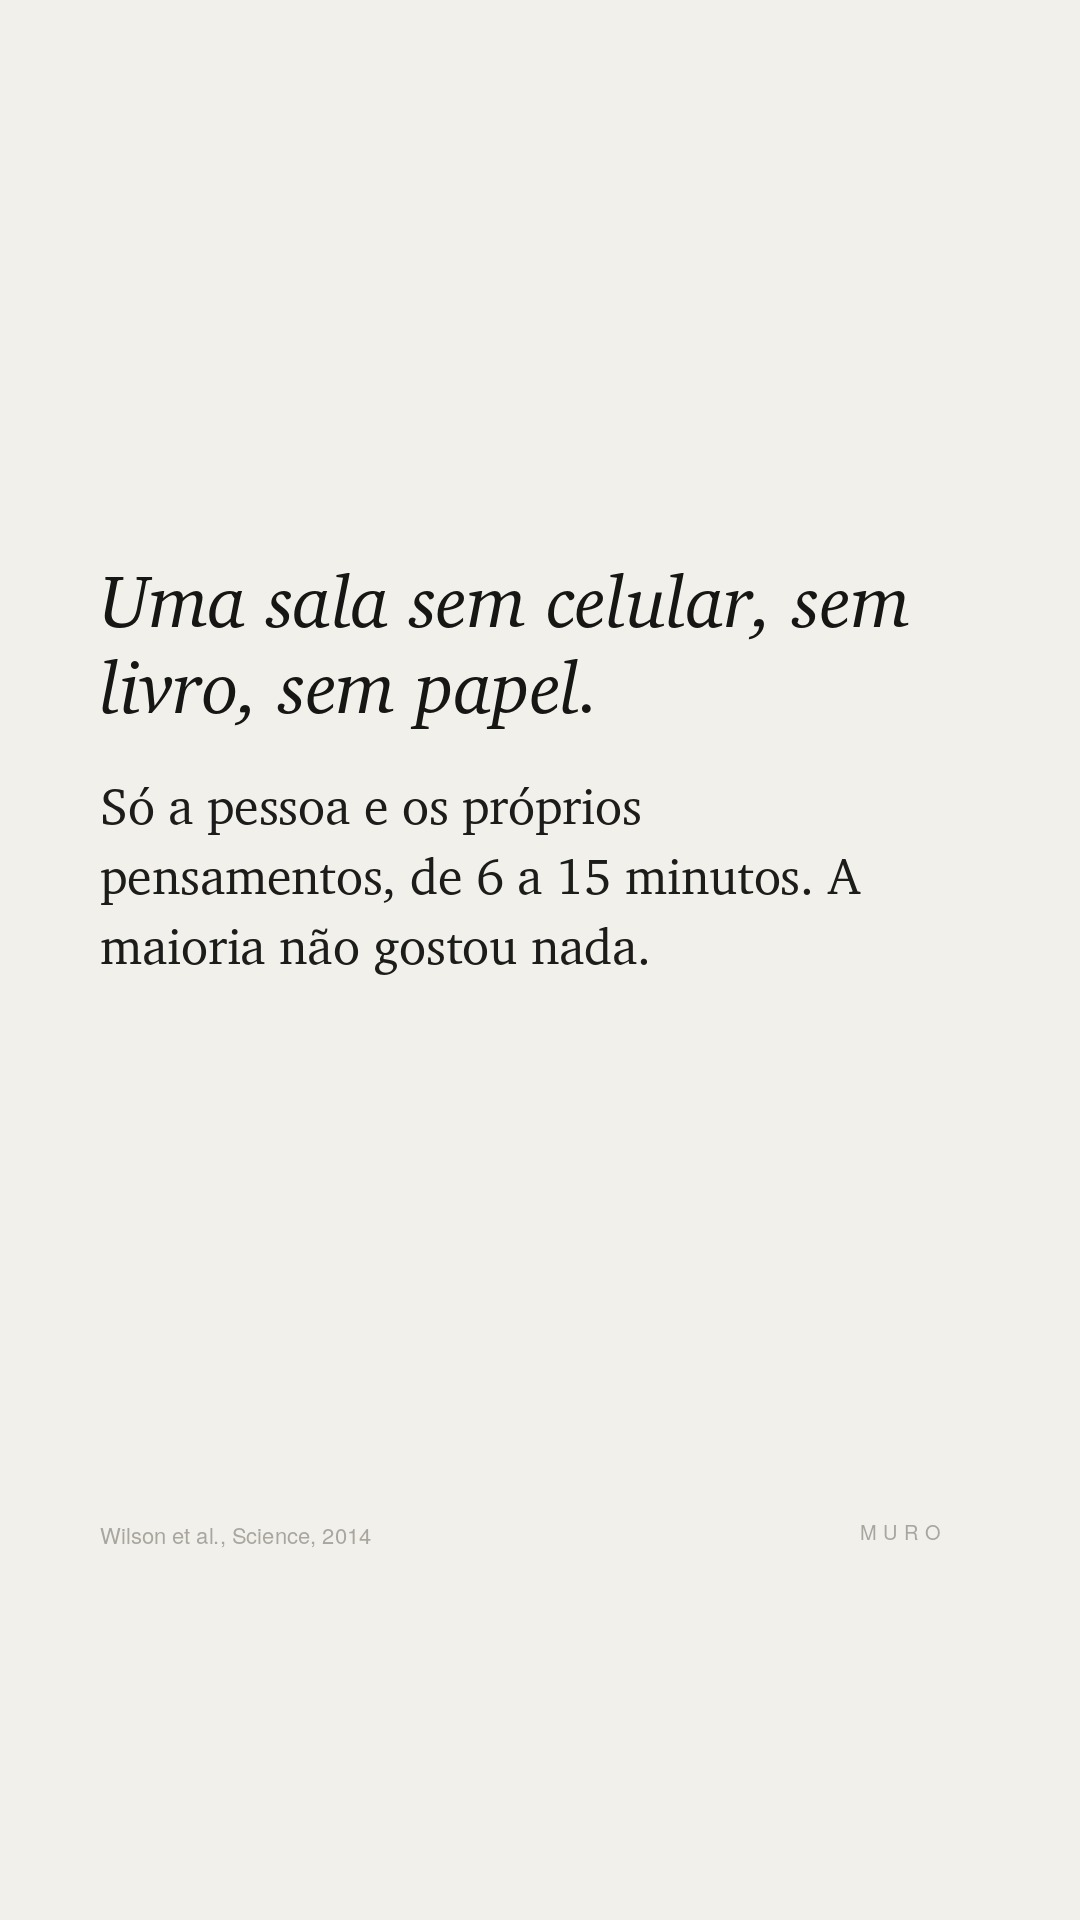 Uma sala sem celular, sem
livro, sem papel.
Só a pessoa e os próprios
pensamentos, de 6 a 15 minutos. A
maioria não gostou nada.
Wilson et al., Science, 2014
MURO